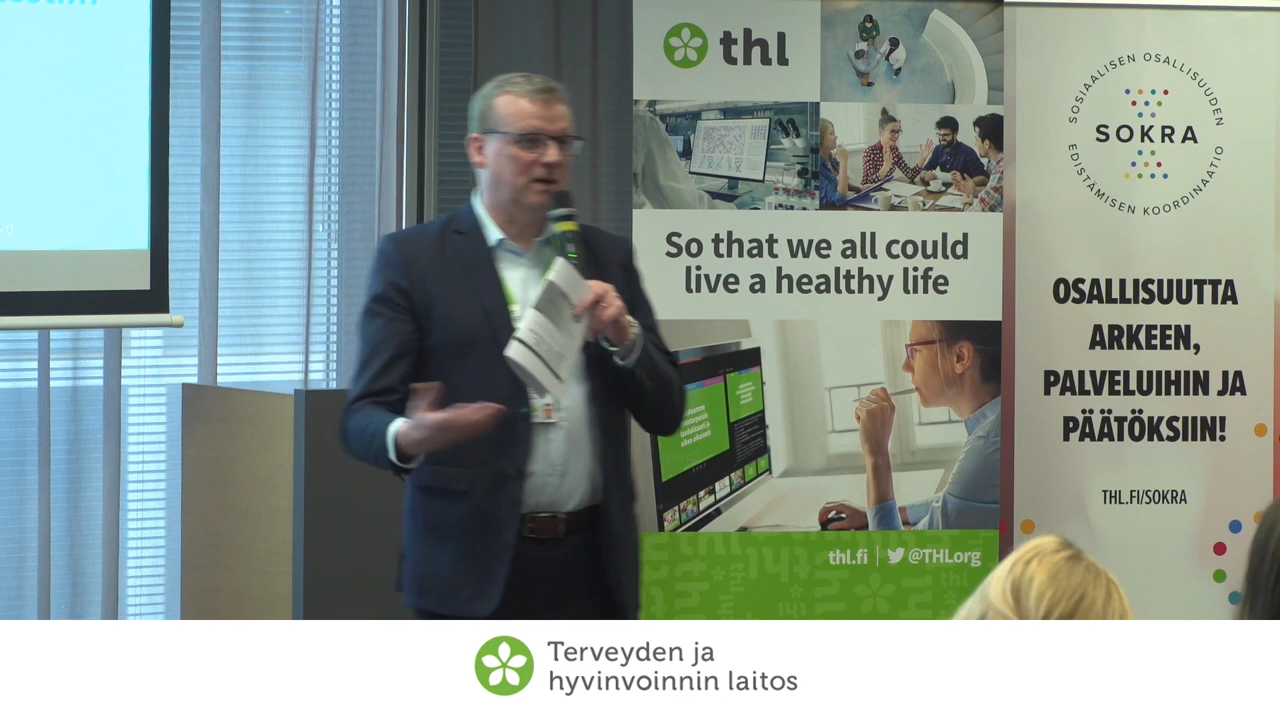 thl
So that we all could
live a healthy life
thl.fi | @THLorg
SOSIAALISEN OSALLISUUDEN
SOKRA
EDISTÄMISEN KOORDINAATIO
OSALLISUUTTA
ARKEEN,
PALVELUIHIN JA
PÄÄTÖKSIIN!
THL.FI/SOKRA
Terveyden ja
hyvinvoinnin laitos